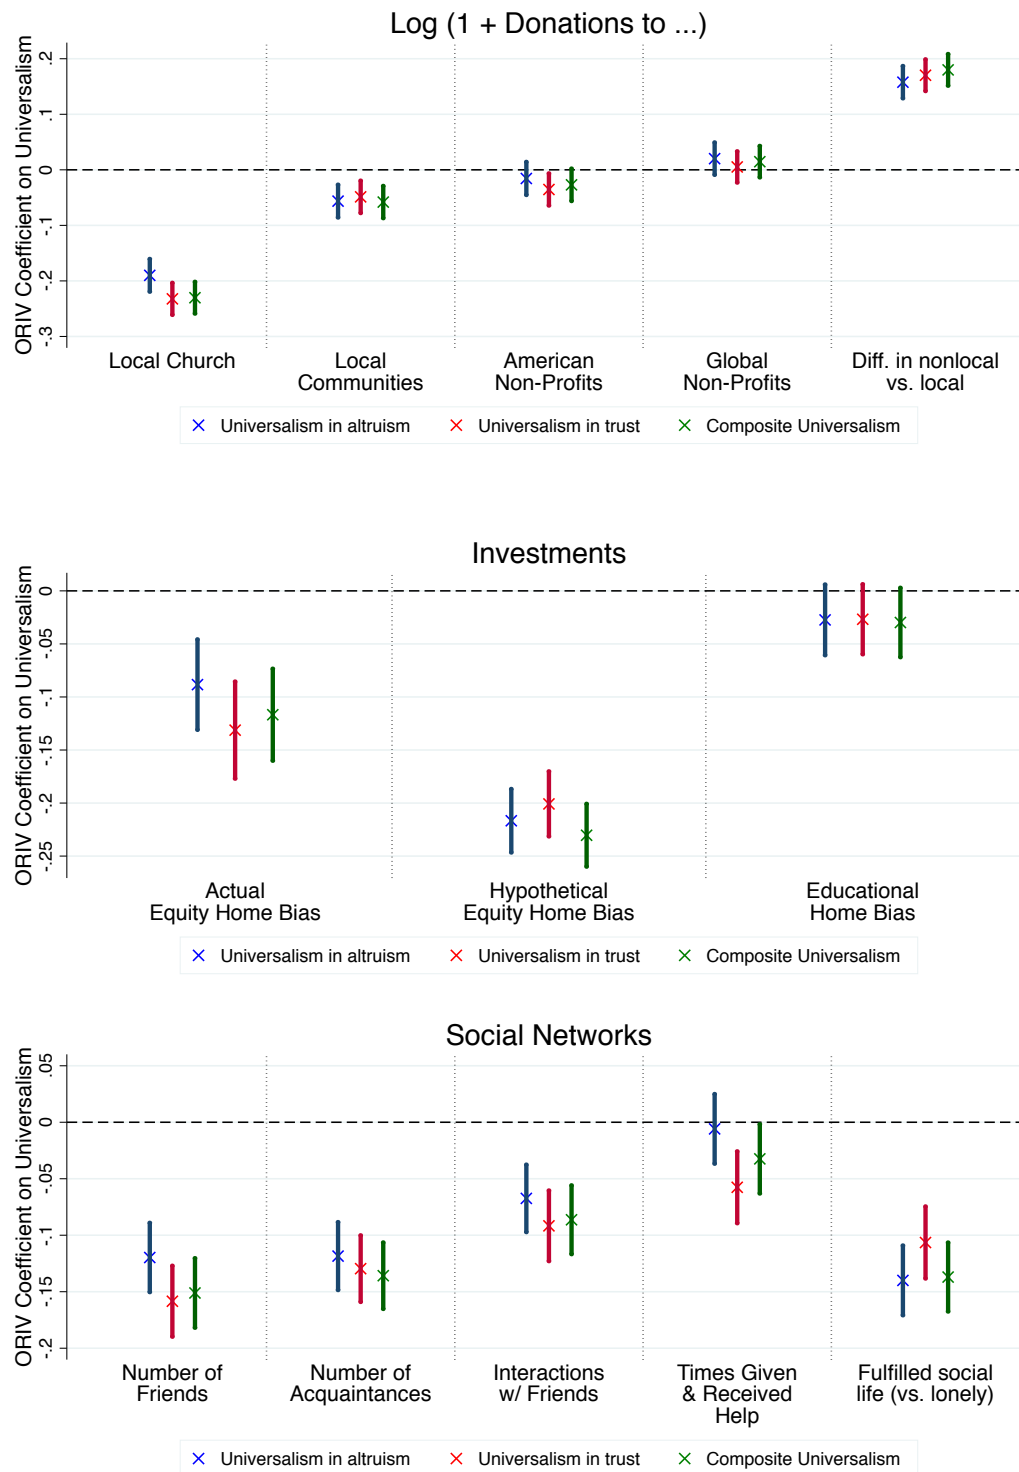 Log (1 + Donations to ...)
ORIV Coefficient on Universalism
.2
.1
0
-.1
-.2
-.3
Local Church
Local
Communities
American
Non-Profits
Global
Non-Profits
Diff. in nonlocal
vs. local
Universalism in altruism
Universalism in trust
Composite Universalism
Investments
ORIV Coefficient on Universalism
0
-.05
-.1
-.15
-.2
-.25
Actual
Equity Home Bias
Hypothetical
Equity Home Bias
Educational
Home Bias
Universalism in altruism
Universalism in trust
Composite Universalism
Social Networks
ORIV Coefficient on Universalism
.05
0
-.05
-.1
-.15
-.2
Number of
Friends
Number of
Acquaintances
Interactions
w/ Friends
Times Given
& Received
Help
Fulfilled social
life (vs. lonely)
Universalism in altruism
Universalism in trust
Composite Universalism